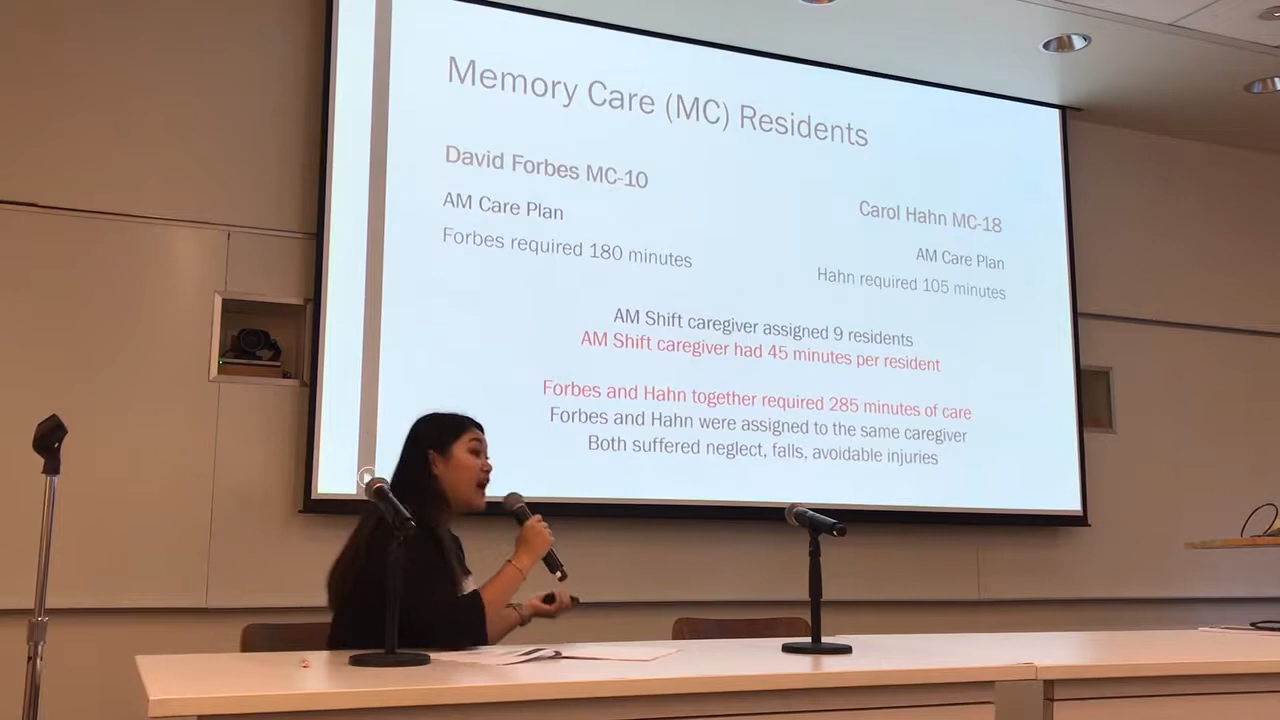 Memory Care (MC) Residents
David Forbes MC-10
AM Care Plan
Forbes required 180 minutes
Carol Hahn MC-18
AM Care Plan
Hahn required 105 minutes
AM Shift caregiver assigned 9 residents
AM Shift caregiver had 45 minutes per resident
Forbes and Hahn together required 285 minutes of care
Forbes and Hahn were assigned to the same caregiver
Both suffered neglect, falls, avoidable injuries